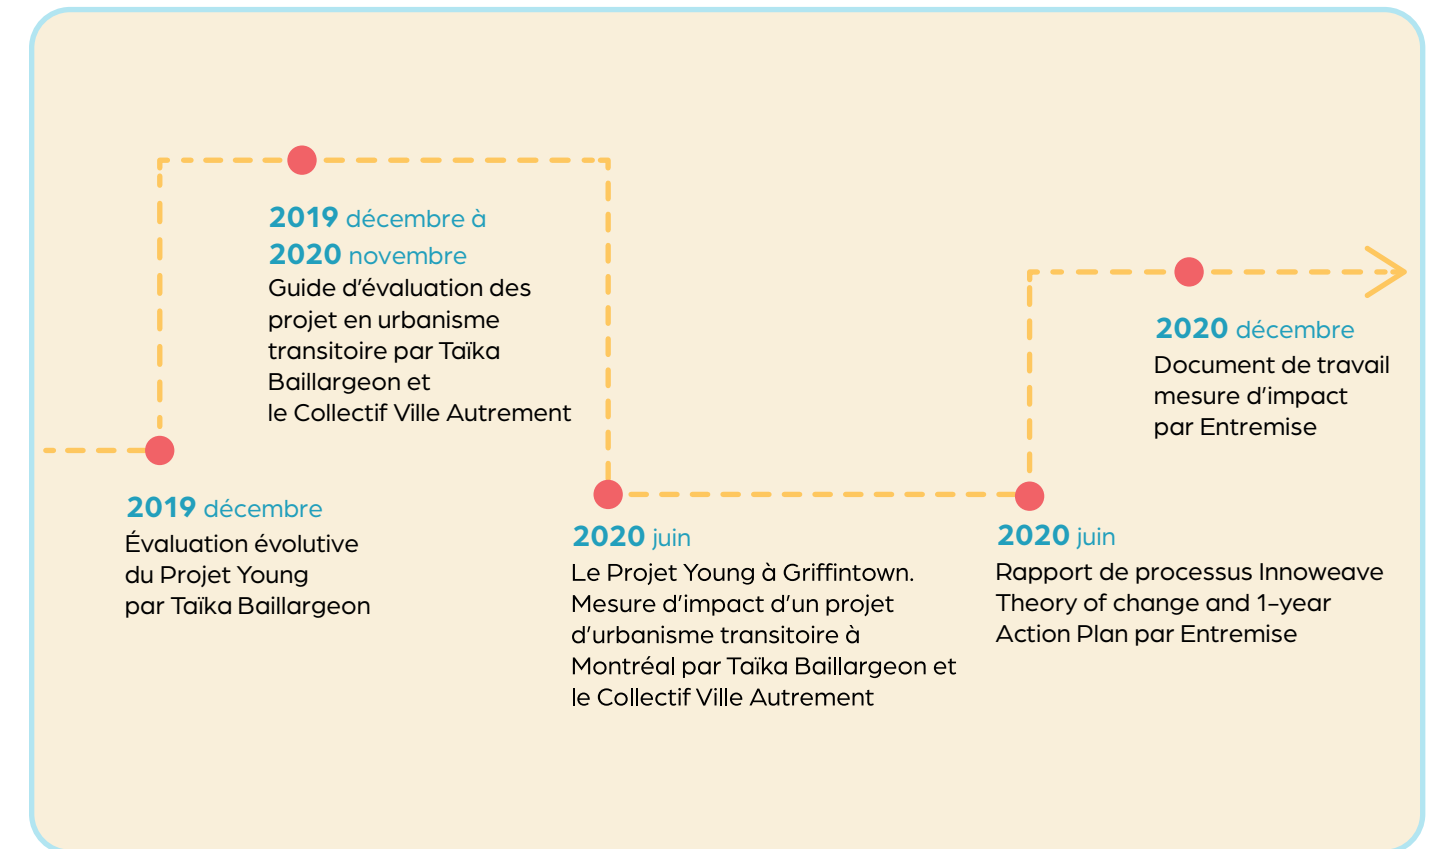 2019 décembre à
2020 novembre
Guide d'évaluation des
projet en urbanisme
transitoire par Taïka
Baillargeon et
le Collectif Ville Autrement
2019 décembre
Évaluation évolutive
du Projet Young
par Taïka Baillargeon
2020 juin
Le Projet Young à Griffintown.
Mesure d'impact d'un projet
d'urbanisme transitoire à
Montréal par Taïka Baillargeon et
le Collectif Ville Autrement
2020 juin
Rapport de processus Innoweave
Theory of change and 1-year
Action Plan par Entremise
2020 décembre
Document de travail
mesure d'impact
par Entremise